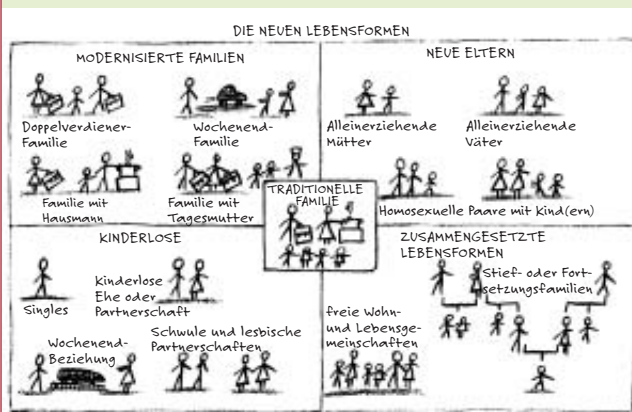 DIE NEUEN LEBENSFORMEN
MODERNISIERTE FAMILIEN
Doppelverdiener-
Familie
Wochenend-
Familie
Familie mit
Hausmann
Familie mit
Tagesmutter
NEUE ELTERN
Alleinerziehende
Mütter
Alleinerziehende
Väter
Homosexuelle Paare mit Kind(ern)
TRADITIONELLE
FAMILIE
KINDERLOSE
Singles
Kinderlose
Ehe oder
Partnerschaft
Wochenend-
Beziehung
Schwule und lesbische
Partnerschaften
ZUSAMMENGESETZTE
LEBENSFORMEN
Stief- oder Fort-
setzungsfamilien
freie Wohn-
und Lebensge-
meinschaften